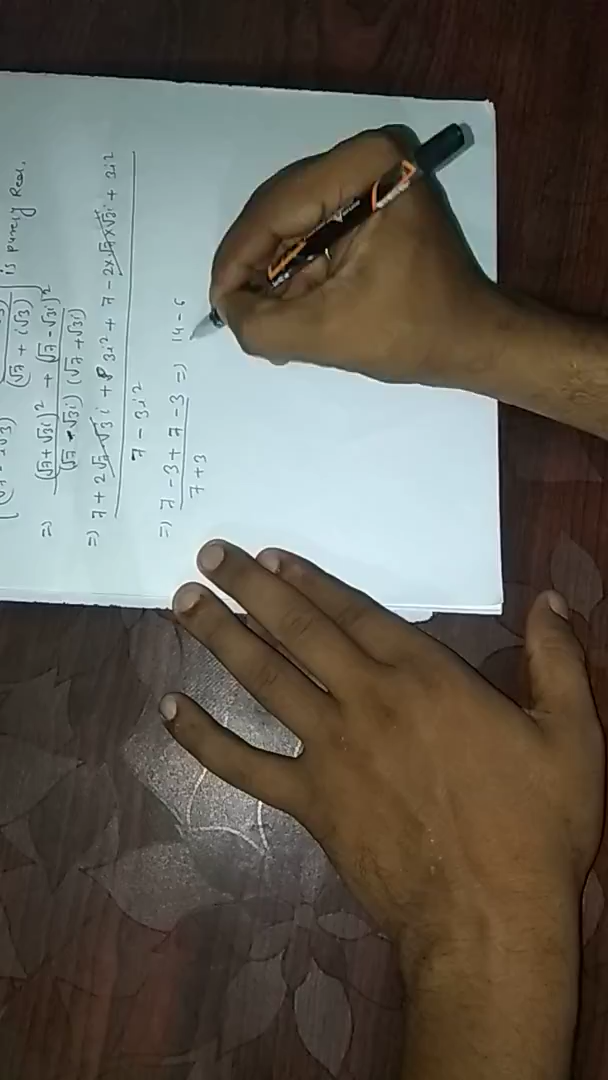 (√7 + i√3) is purely Real.
=) (√7+√3i)² + (√7-√3i)²
(√7-√3i) (√7+√3i)
=) 7+2√7·√3i + 3i² + 7 - 2×√7×√3i + 3i²
7 - 3i²
=) 7-3+7-3 =) 14-6
7+3